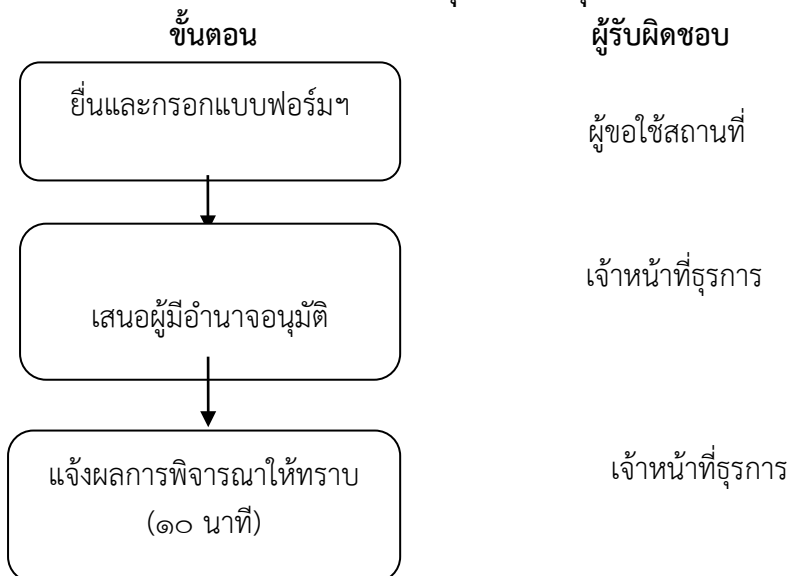 ขั้นตอน ผู้รับผิดชอบ
ยื่นและกรอกแบบฟอร์มฯ
ผู้ขอใช้สถานที่
เจ้าหน้าที่ธุรการ
เสนอผู้มีอำนาจอนุมัติ
แจ้งผลการพิจารณาให้ทราบ
(๑๐ นาที)
เจ้าหน้าที่ธุรการ